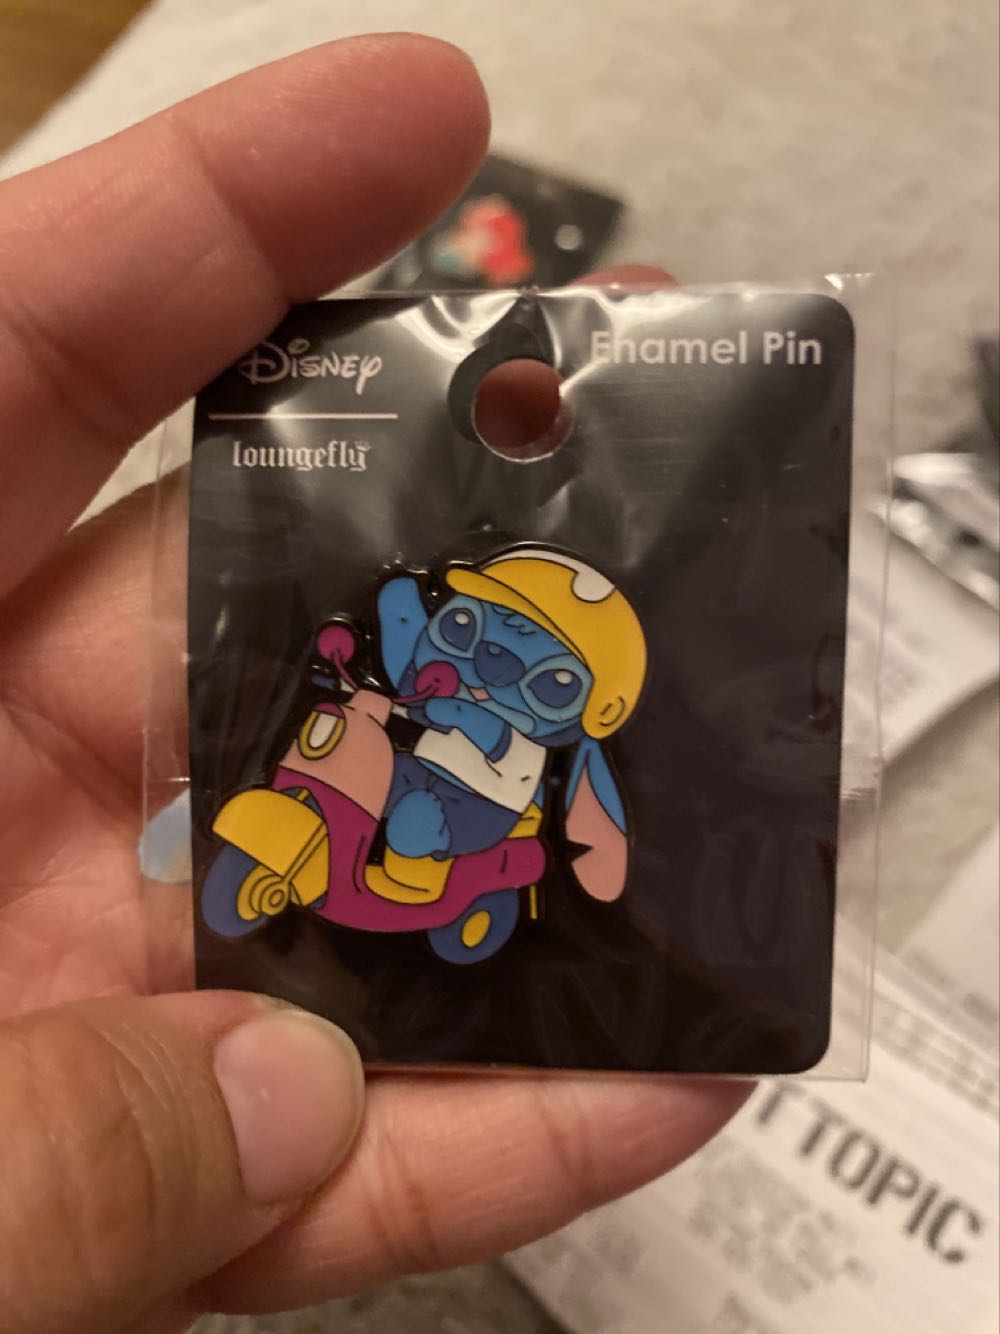 Disney
loungefly
Enamel Pin
T TOPIC